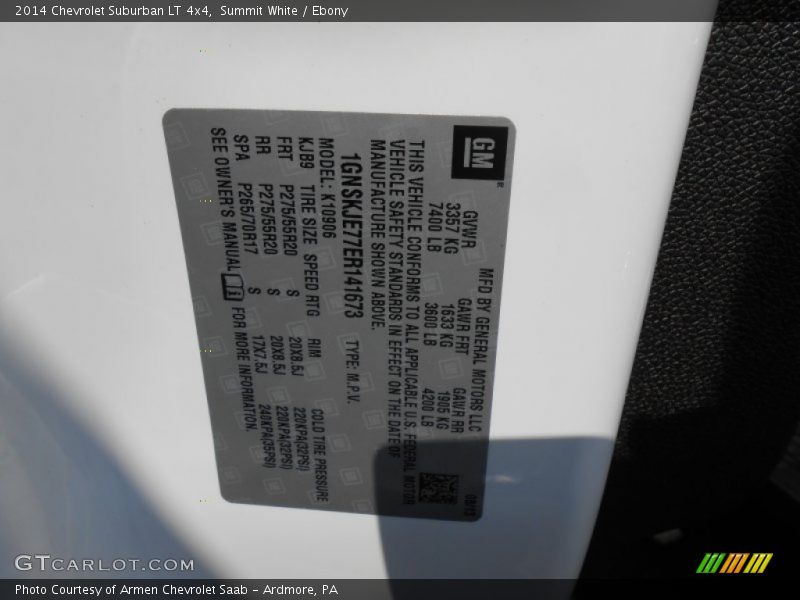 2014 Chevrolet Suburban LT 4x4,  Summit White / Ebony
GM ®
MFD BY GENERAL MOTORS LLC 08/13
GVWR GAWR FRT GAWR RR
3357 KG 1633 KG 1905 KG
7400 LB 3600 LB 4200 LB
THIS VEHICLE CONFORMS TO ALL APPLICABLE U.S. FEDERAL MOTOR
VEHICLE SAFETY STANDARDS IN EFFECT ON THE DATE OF
MANUFACTURE SHOWN ABOVE.
1GNSKJE77ER141673 TYPE: M.P.V.
MODEL: K10906
KJB9 TIRE SIZE SPEED RTG RIM COLD TIRE PRESSURE
FRT P275/55R20 S 20X8.5J 220KPA(32PSI)
RR P275/55R20 S 20X8.5J 220KPA(32PSI)
SPA P265/70R17 S 17X7.5J 240KPA(35PSI)
SEE OWNER'S MANUAL i FOR MORE INFORMATION.
GTCARLOT.COM
Photo Courtesy of Armen Chevrolet Saab – Ardmore, PA